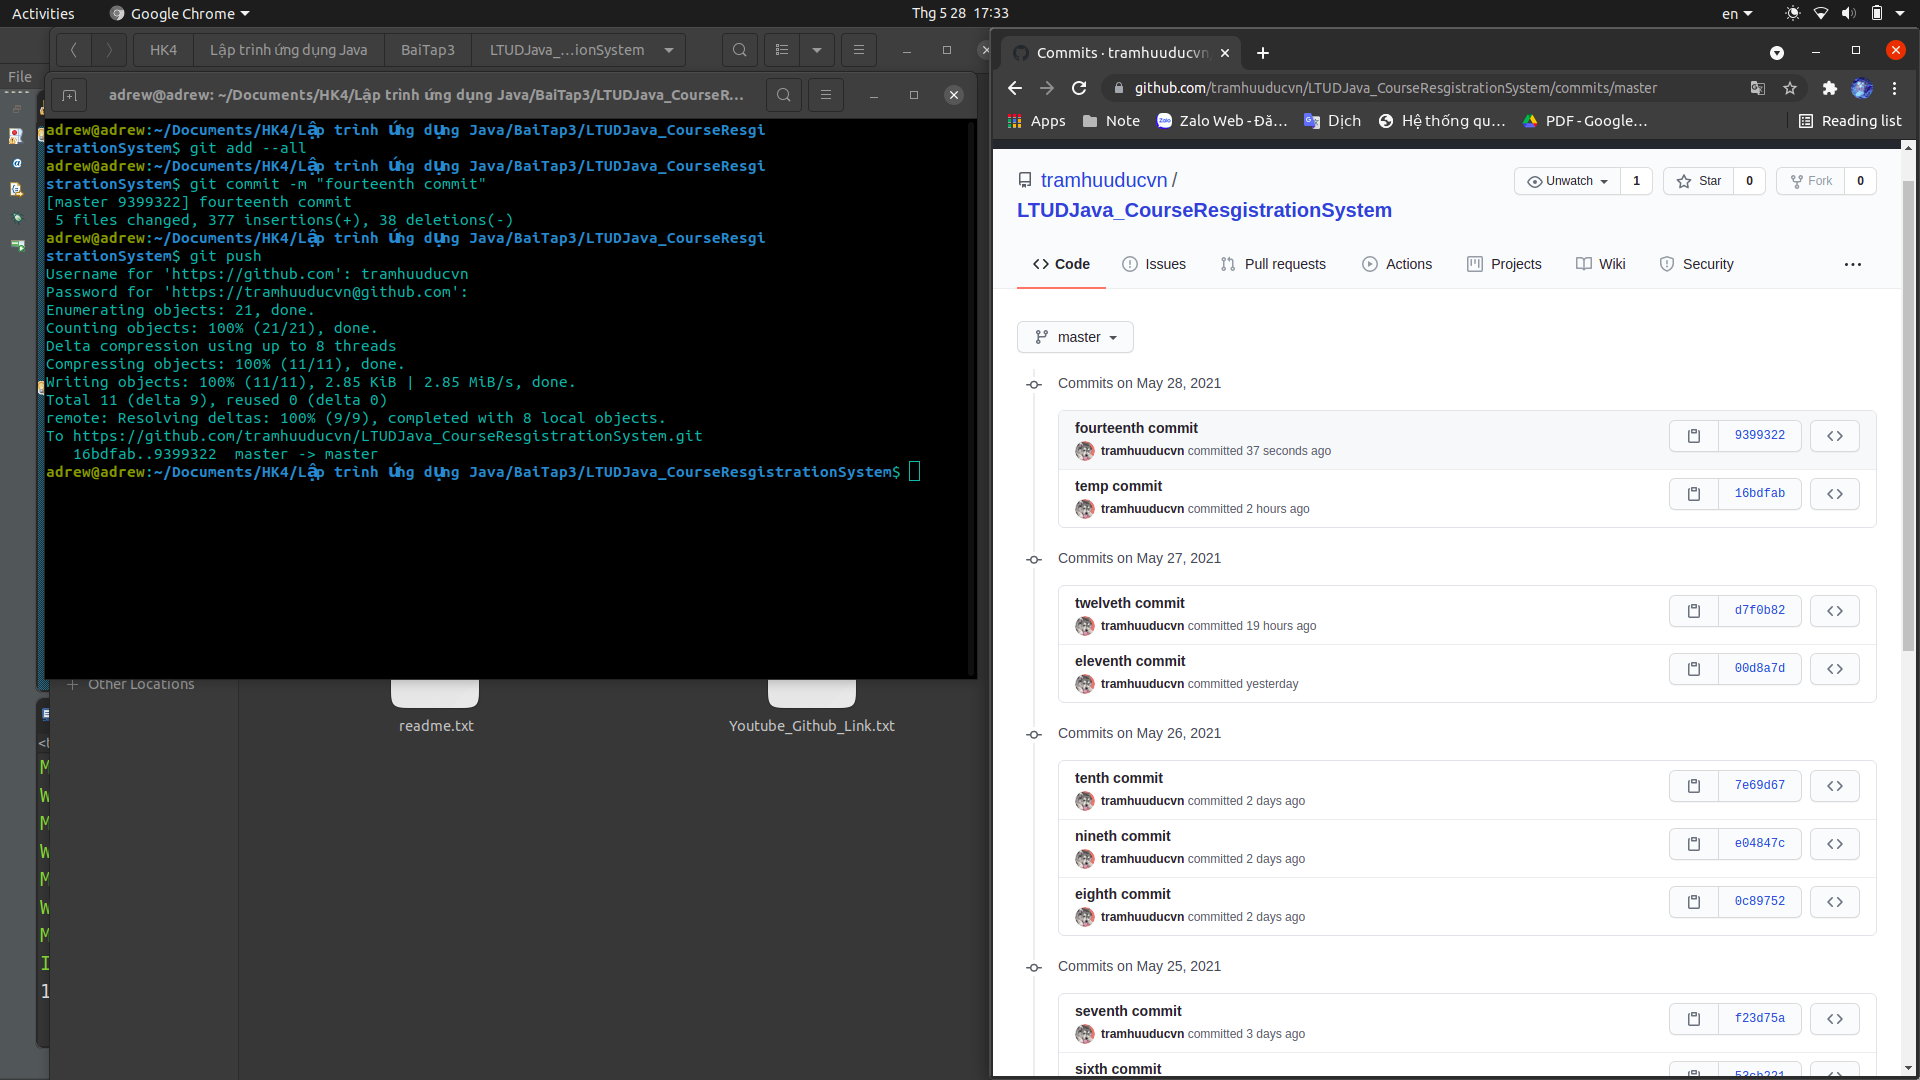 Activities
Google Chrome
Thg 5 28  17:33
en
HK4
Lập trình ứng dụng Java
BaiTap3
LTUDJava_...ionSystem
File
adrew@adrew: ~/Documents/HK4/Lập trình ứng dụng Java/BaiTap3/LTUDJava_CourseR...
adrew@adrew:~/Documents/HK4/Lập trình ứng dụng Java/BaiTap3/LTUDJava_CourseResgi
strationSystem$ git add --all
adrew@adrew:~/Documents/HK4/Lập trình ứng dụng Java/BaiTap3/LTUDJava_CourseResgi
strationSystem$ git commit -m "fourteenth commit"
[master 9399322] fourteenth commit
 5 files changed, 377 insertions(+), 38 deletions(-)
adrew@adrew:~/Documents/HK4/Lập trình ứng dụng Java/BaiTap3/LTUDJava_CourseResgi
strationSystem$ git push
Username for 'https://github.com': tramhuuducvn
Password for 'https://tramhuuducvn@github.com':
Enumerating objects: 21, done.
Counting objects: 100% (21/21), done.
Delta compression using up to 8 threads
Compressing objects: 100% (11/11), done.
Writing objects: 100% (11/11), 2.85 KiB | 2.85 MiB/s, done.
Total 11 (delta 9), reused 0 (delta 0)
remote: Resolving deltas: 100% (9/9), completed with 8 local objects.
To https://github.com/tramhuuducvn/LTUDJava_CourseResgistrationSystem.git
   16bdfab..9399322  master -> master
adrew@adrew:~/Documents/HK4/Lập trình ứng dụng Java/BaiTap3/LTUDJava_CourseResgistrationSystem$
Other Locations
readme.txt
Youtube_Github_Link.txt
M
W
M
W
M
W
M
I
1
Commits · tramhuuducvn
github.com/tramhuuducvn/LTUDJava_CourseResgistrationSystem/commits/master
Apps
Note
Zalo Web - Đă...
Dịch
Hệ thống qu...
PDF - Google...
Reading list
tramhuuducvn /
LTUDJava_CourseResgistrationSystem
Unwatch
1
Star
0
Fork
0
Code
Issues
Pull requests
Actions
Projects
Wiki
Security
master
Commits on May 28, 2021
fourteenth commit
tramhuuducvn committed 37 seconds ago
9399322
temp commit
tramhuuducvn committed 2 hours ago
16bdfab
Commits on May 27, 2021
twelveth commit
tramhuuducvn committed 19 hours ago
d7f0b82
eleventh commit
tramhuuducvn committed yesterday
00d8a7d
Commits on May 26, 2021
tenth commit
tramhuuducvn committed 2 days ago
7e69d67
nineth commit
tramhuuducvn committed 2 days ago
e04847c
eighth commit
tramhuuducvn committed 2 days ago
0c89752
Commits on May 25, 2021
seventh commit
tramhuuducvn committed 3 days ago
f23d75a
sixth commit